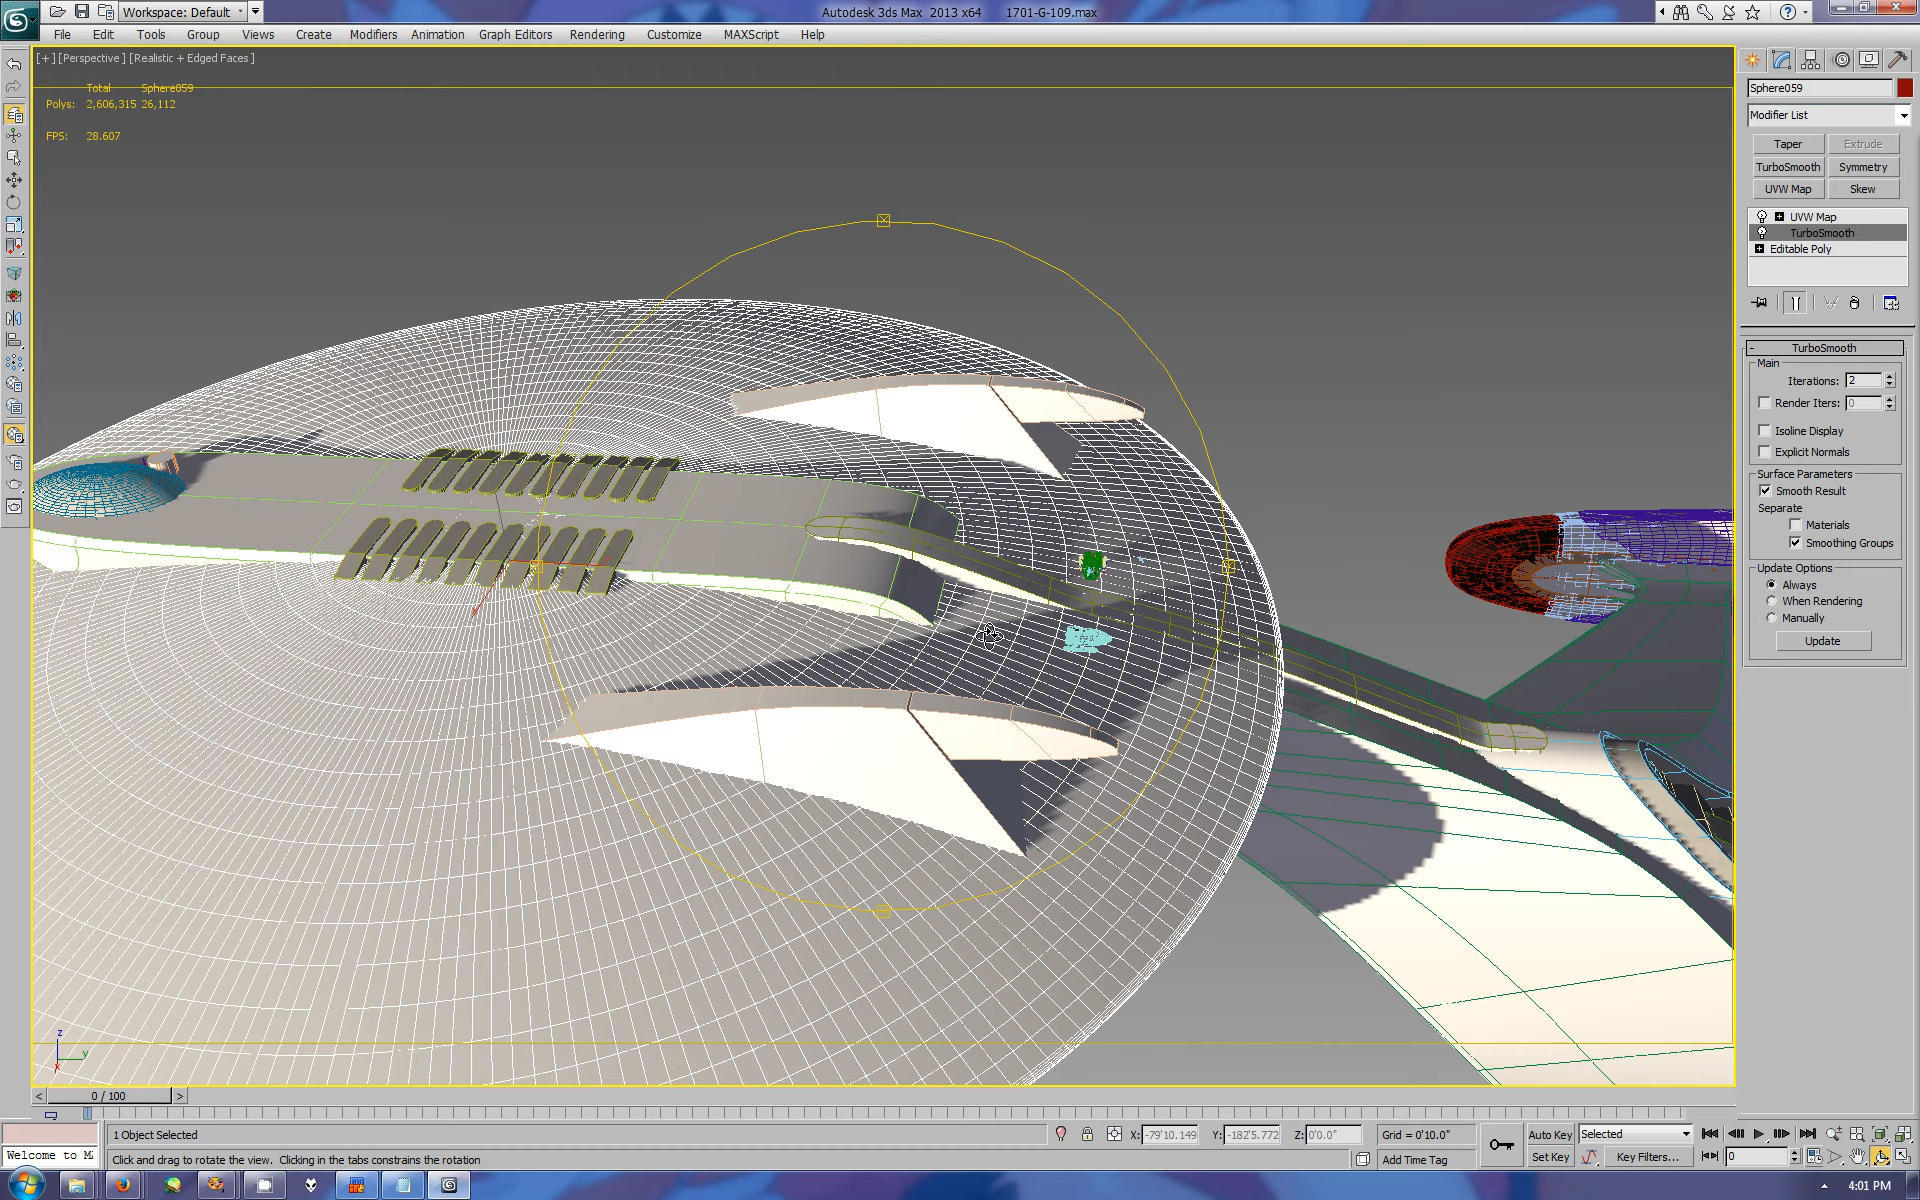 Workspace: Default
Autodesk 3ds Max 2013 x64 1701-G-109.max
File Edit Tools Group Views Create Modifiers Animation Graph Editors Rendering Customize MAXScript Help
[+] [Perspective ] [Realistic + Edged Faces ]
Total Sphere059
Polys: 2,606,315 26,112
FPS: 28.607
Sphere059
Modifier List
Taper Extrude
TurboSmooth Symmetry
UVW Map Skew
UVW Map
TurboSmooth
Editable Poly
- TurboSmooth
Main
Iterations: 2
Render Iters: 0
Isoline Display
Explicit Normals
Surface Parameters
Smooth Result
Separate
Materials
Smoothing Groups
Update Options
Always
When Rendering
Manually
Update
z
y
x
< 0 / 100 >
1 Object Selected X: -79'10.149 Y: -182'5.772 Z: 0'0.0" Grid = 0'10.0" Auto Key Selected
Welcome to Click and drag to rotate the view. Clicking in the tabs constrains the rotation Add Time Tag Set Key Key Filters... 0
4:01 PM